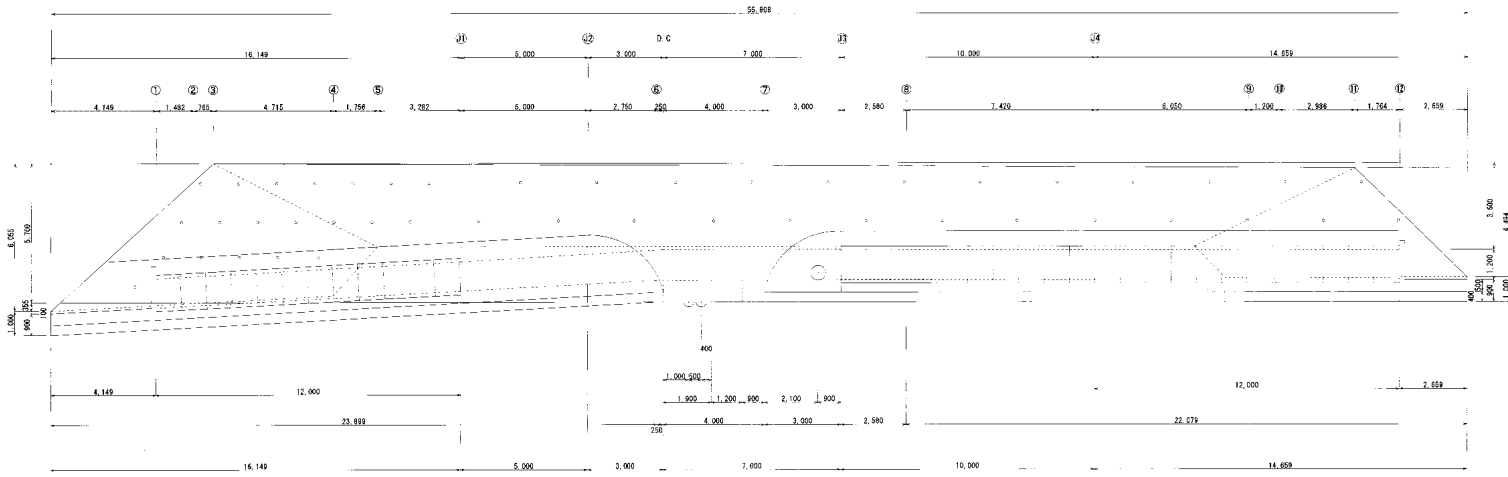 55,808
J1 J2 D.C J3 J4
16,149 5,000 3,000 7,000 10,000 14,659
① ② ③ ④ ⑤ ⑥ ⑦ ⑧ ⑨ ⑩ ⑪ ⑫
4,149 1,482 765 4,715 1,756 3,282 5,000 2,750 250 4,000 3,000 2,580 7,420 6,050 1,200 2,986 1,764 2,659
6,055 5,700 355 100 1,000 900
3,600 4,494 1,200 500 900 1,000 400
400
4,149 12,000 1,000 500 12,000 2,659
1,900 1,200 900 2,100 900
23,899 250 4,000 3,000 2,580 22,079
16,149 5,000 3,000 7,000 10,000 14,659